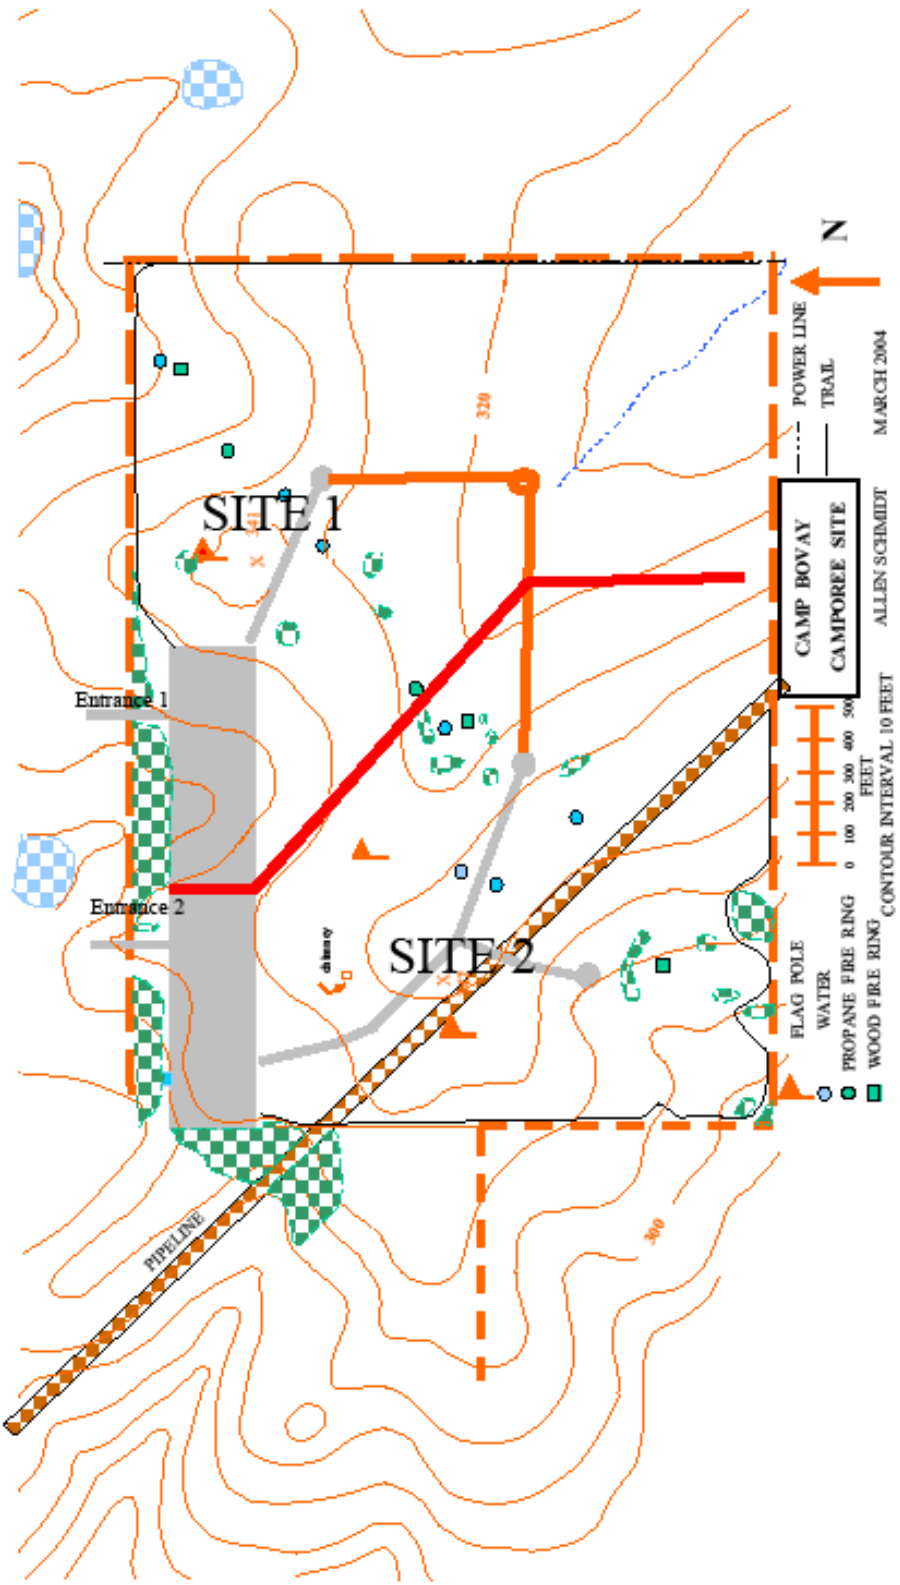 N
SITE 1
341
320
Entrance 1
Entrance 2
chimney
SITE 2
PIPELINE
300
POWER LINE
TRAIL
MARCH 2004
CAMP BOVAY
CAMPOREE SITE
ALLEN SCHMIDT
0 100 200 300 400 500
FEET
CONTOUR INTERVAL 10 FEET
FLAG POLE
WATER
PROPANE FIRE RING
WOOD FIRE RING